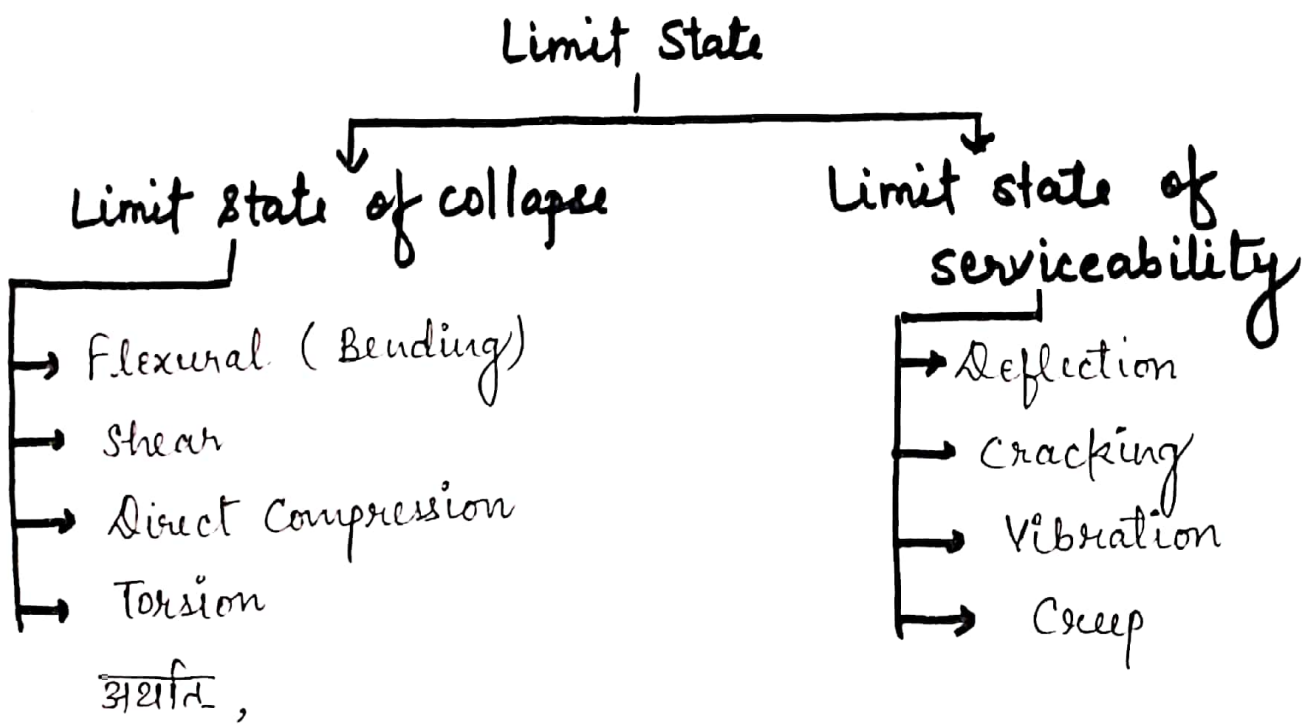 Limit State
Limit State of collapse
Flexural (Bending)
Shear
Direct Compression
Torsion
Limit state of
serviceability
Deflection
Cracking
Vibration
Creep
अर्थात,